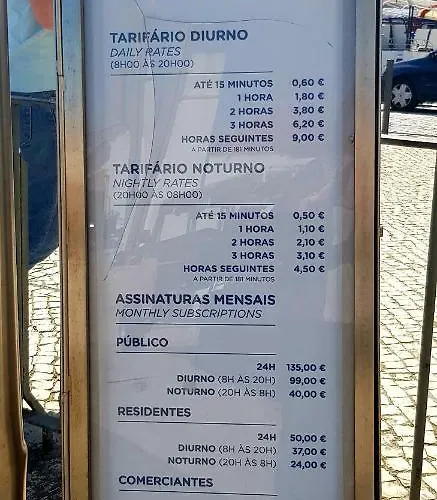 TARIFÁRIO DIURNO
DAILY RATES
(8H00 ÀS 20H00)
ATÉ 15 MINUTOS 0,60 €
1 HORA 1,80 €
2 HORAS 3,80 €
3 HORAS 6,20 €
HORAS SEGUINTES 9,00 €
A PARTIR DE 181 MINUTOS
TARIFÁRIO NOTURNO
NIGHTLY RATES
(20H00 ÀS 08H00)
ATÉ 15 MINUTOS 0,50 €
1 HORA 1,10 €
2 HORAS 2,10 €
3 HORAS 3,10 €
HORAS SEGUINTES 4,50 €
A PARTIR DE 181 MINUTOS
ASSINATURAS MENSAIS
MONTHLY SUBSCRIPTIONS
PÚBLICO
24H 135,00 €
DIURNO (8H ÀS 20H) 99,00 €
NOTURNO (20H ÀS 8H) 40,00 €
RESIDENTES
24H 50,00 €
DIURNO (8H ÀS 20H) 37,00 €
NOTURNO (20H ÀS 8H) 24,00 €
COMERCIANTES